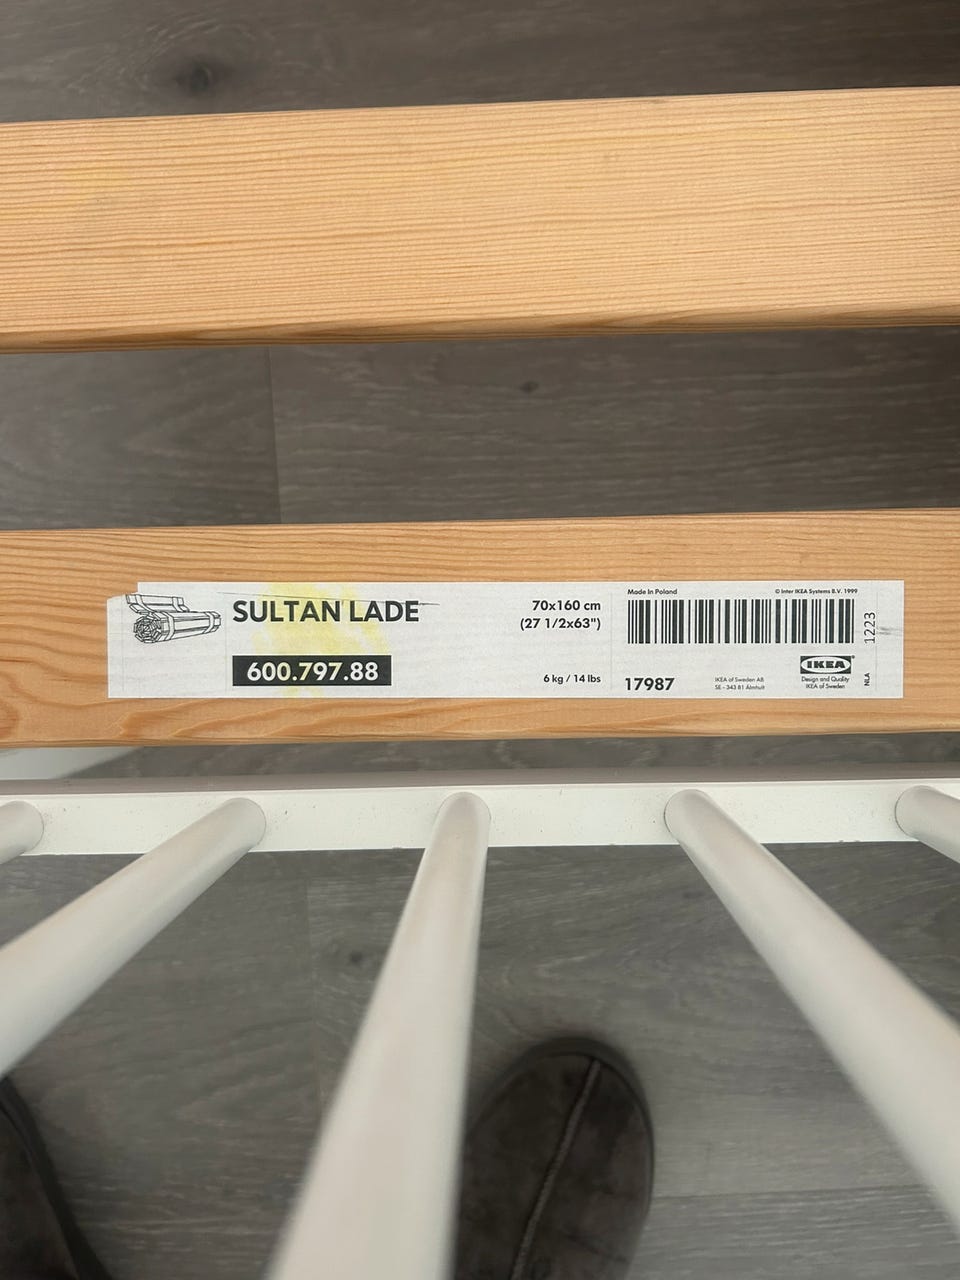 SULTAN LADE
600.797.88
70x160 cm
(27 1/2x63")
6 kg / 14 lbs
Made In Poland
© Inter IKEA Systems B.V. 1999
17987
IKEA of Sweden AB
SE - 343 81 Älmhult
IKEA
Design and Quality
IKEA of Sweden
1223
NLA